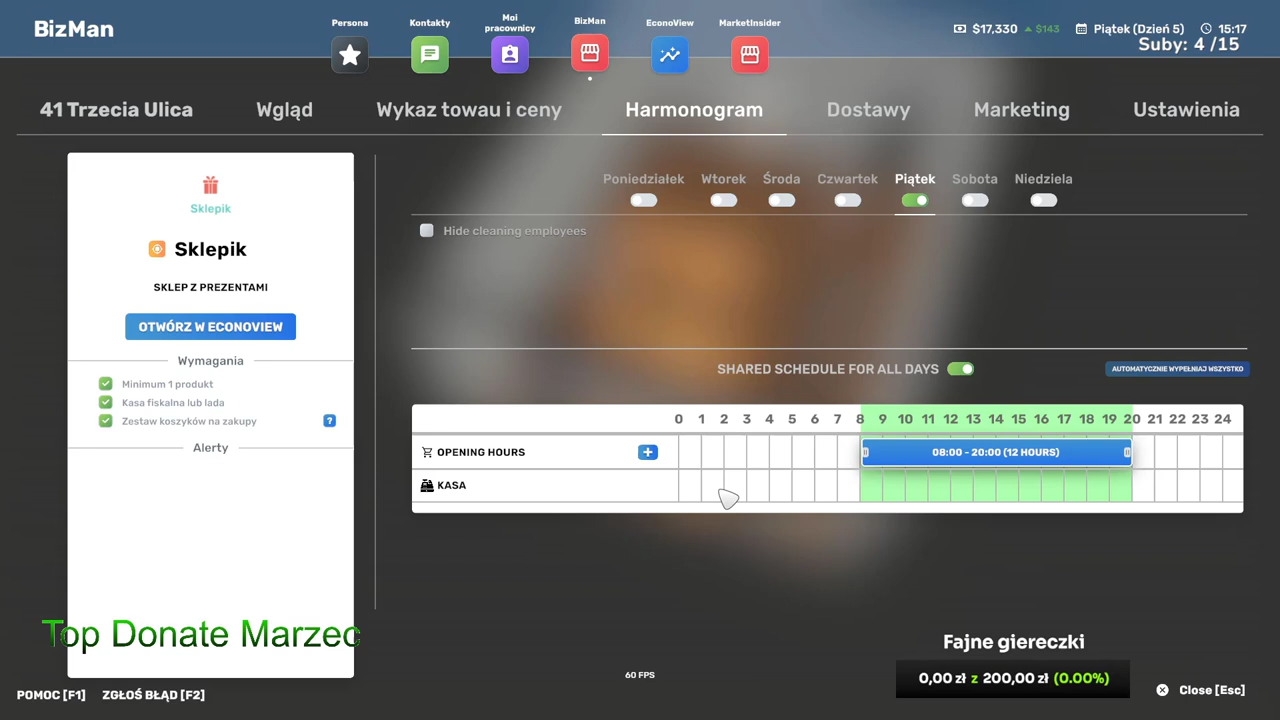 BizMan
Persona
Kontakty
Moi
pracownicy
BizMan
EconoView
MarketInsider
$17,330 ▲ $143
Piątek (Dzień 5)
15:17
Suby: 4 /15
41 Trzecia Ulica
Wgląd
Wykaz towau i ceny
Harmonogram
Dostawy
Marketing
Ustawienia
Sklepik
Sklepik
SKLEP Z PREZENTAMI
OTWÓRZ W ECONOVIEW
Wymagania
Minimum 1 produkt
Kasa fiskalna lub lada
Zestaw koszyków na zakupy ?
Alerty
Poniedziałek Wtorek Środa Czwartek Piątek Sobota Niedziela
Hide cleaning employees
SHARED SCHEDULE FOR ALL DAYS
AUTOMATYCZNIE WYPEŁNIAJ WSZYSTKO
0 1 2 3 4 5 6 7 8 9 10 11 12 13 14 15 16 17 18 19 20 21 22 23 24
OPENING HOURS + 08:00 - 20:00 (12 HOURS)
KASA
Top Donate Marzec
Fajne giereczki
0,00 zł z 200,00 zł (0.00%)
60 FPS
POMOC [F1] ZGŁOŚ BŁĄD [F2]
Close [Esc]